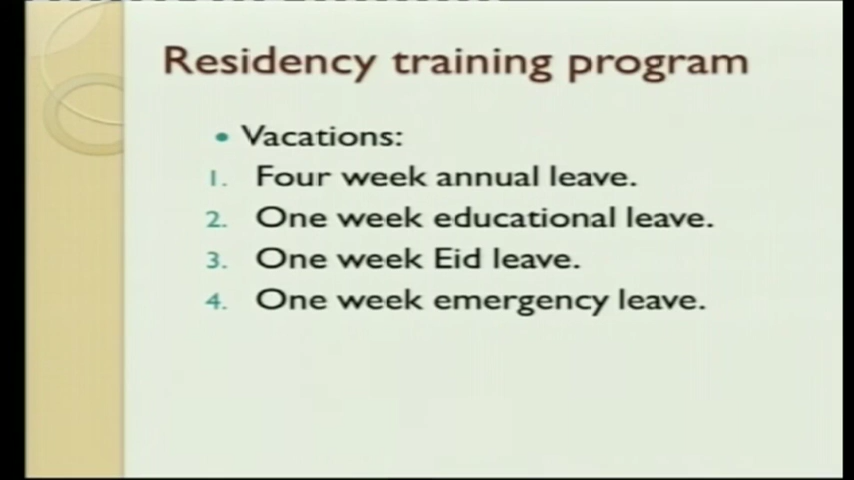 Residency training program
• Vacations:
1. Four week annual leave.
2. One week educational leave.
3. One week Eid leave.
4. One week emergency leave.